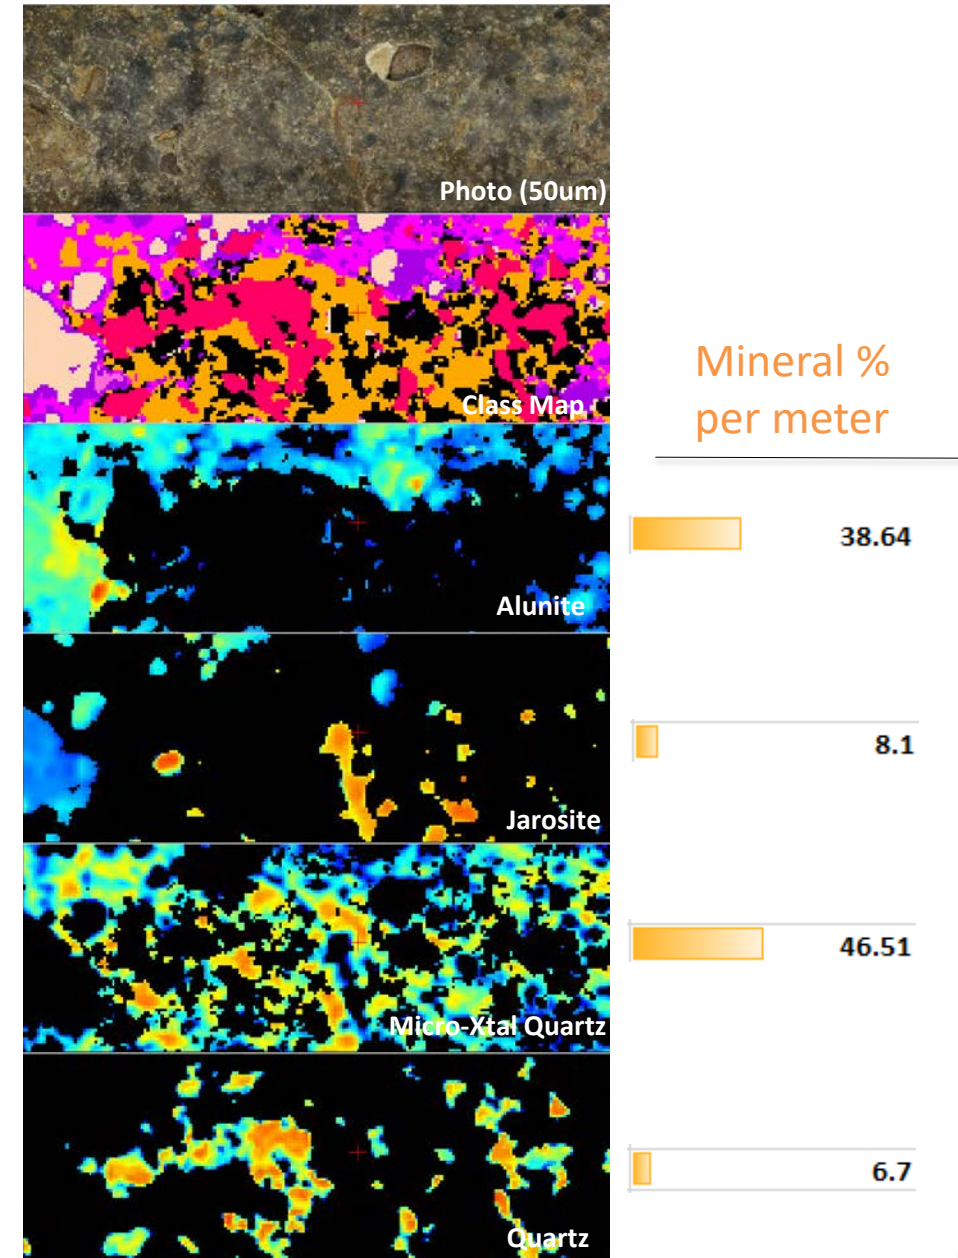 Photo (50um)
Class Map
Mineral %
per meter
Alunite
38.64
Jarosite
8.1
Micro-Xtal Quartz
46.51
Quartz
6.7